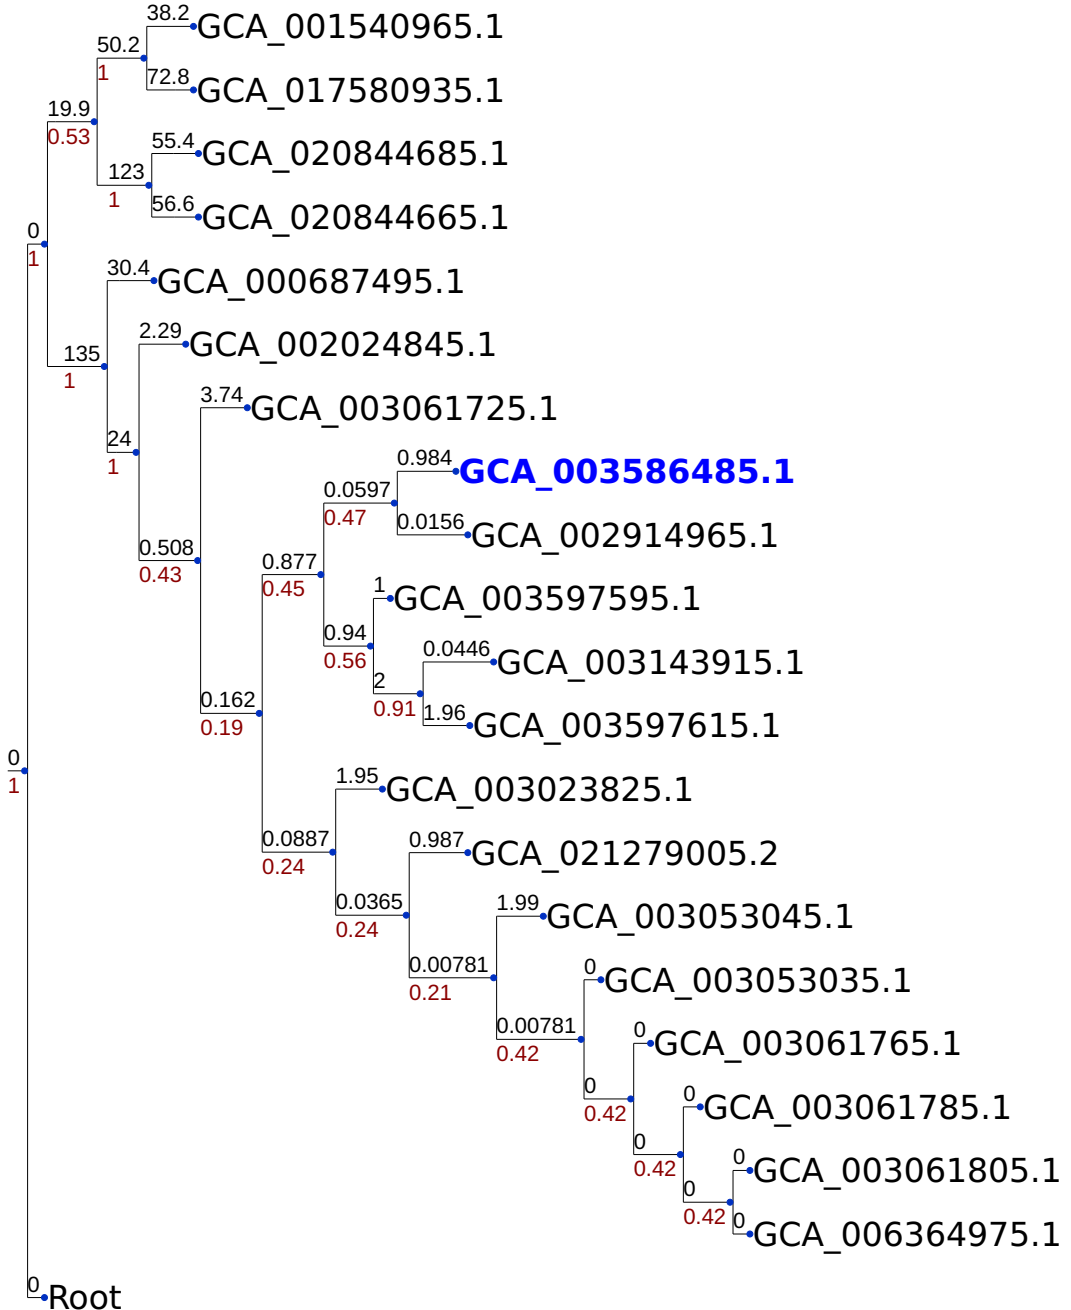 38.2
GCA_001540965.1
50.2
1
72.8
GCA_017580935.1
19.9
0.53
55.4
GCA_020844685.1
123
1
56.6
GCA_020844665.1
0
1
30.4
GCA_000687495.1
2.29
GCA_002024845.1
135
1
3.74
GCA_003061725.1
24
1
0.984
GCA_003586485.1
0.0597
0.47
0.0156
GCA_002914965.1
0.508
0.43
0.877
0.45
1
GCA_003597595.1
0.94
0.56
0.0446
GCA_003143915.1
2
0.91
1.96
GCA_003597615.1
0.162
0.19
0
1
1.95
GCA_003023825.1
0.0887
0.24
0.987
GCA_021279005.2
0.0365
0.24
1.99
GCA_003053045.1
0.00781
0.21
0
GCA_003053035.1
0.00781
0.42
0
GCA_003061765.1
0
0.42
0
GCA_003061785.1
0
0.42
0
GCA_003061805.1
0
0.42
0
GCA_006364975.1
0
Root